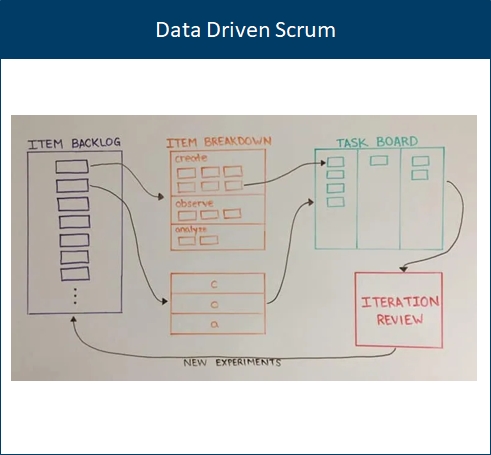 Data Driven Scrum
ITEM BACKLOG
ITEM BREAKDOWN
TASK BOARD
create
observe
analyze
c
o
a
ITERATION
REVIEW
NEW EXPERIMENTS